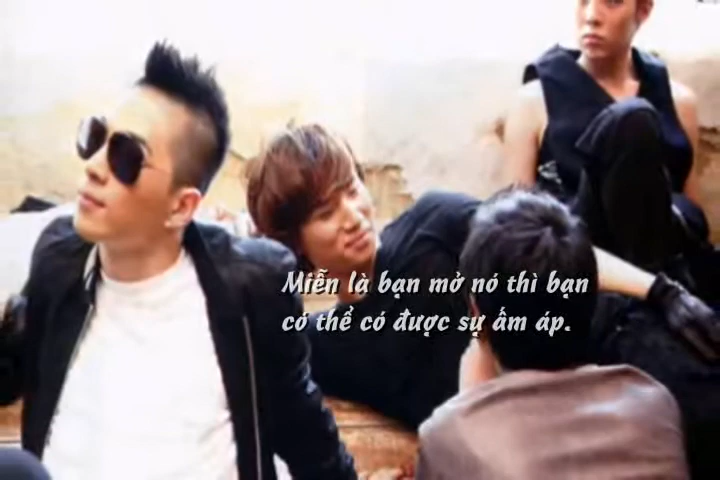 Miễn là bạn mở nó thì bạn
có thể có được sự ấm áp.